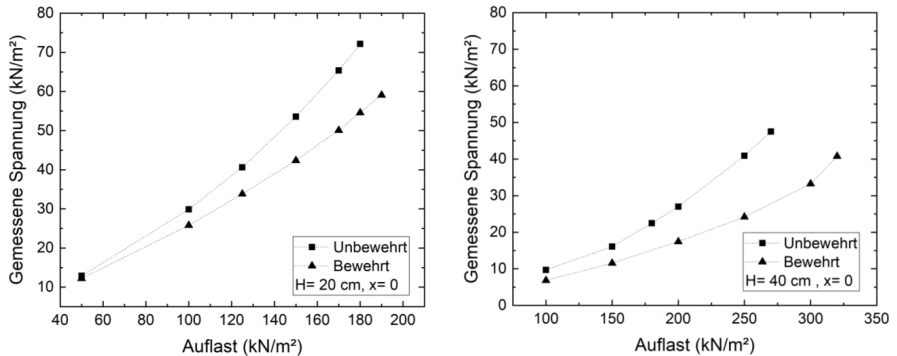 80
70
60
50
40
30
20
10
Gemessene Spannung (kN/m²)
Unbewehrt
Bewehrt
H= 20 cm, x= 0
40 60 80 100 120 140 160 180 200
Auflast (kN/m²)
80
70
60
50
40
30
20
10
0
Gemessene Spannung (kN/m²)
Unbewehrt
Bewehrt
H= 40 cm , x= 0
100 150 200 250 300 350
Auflast (kN/m²)